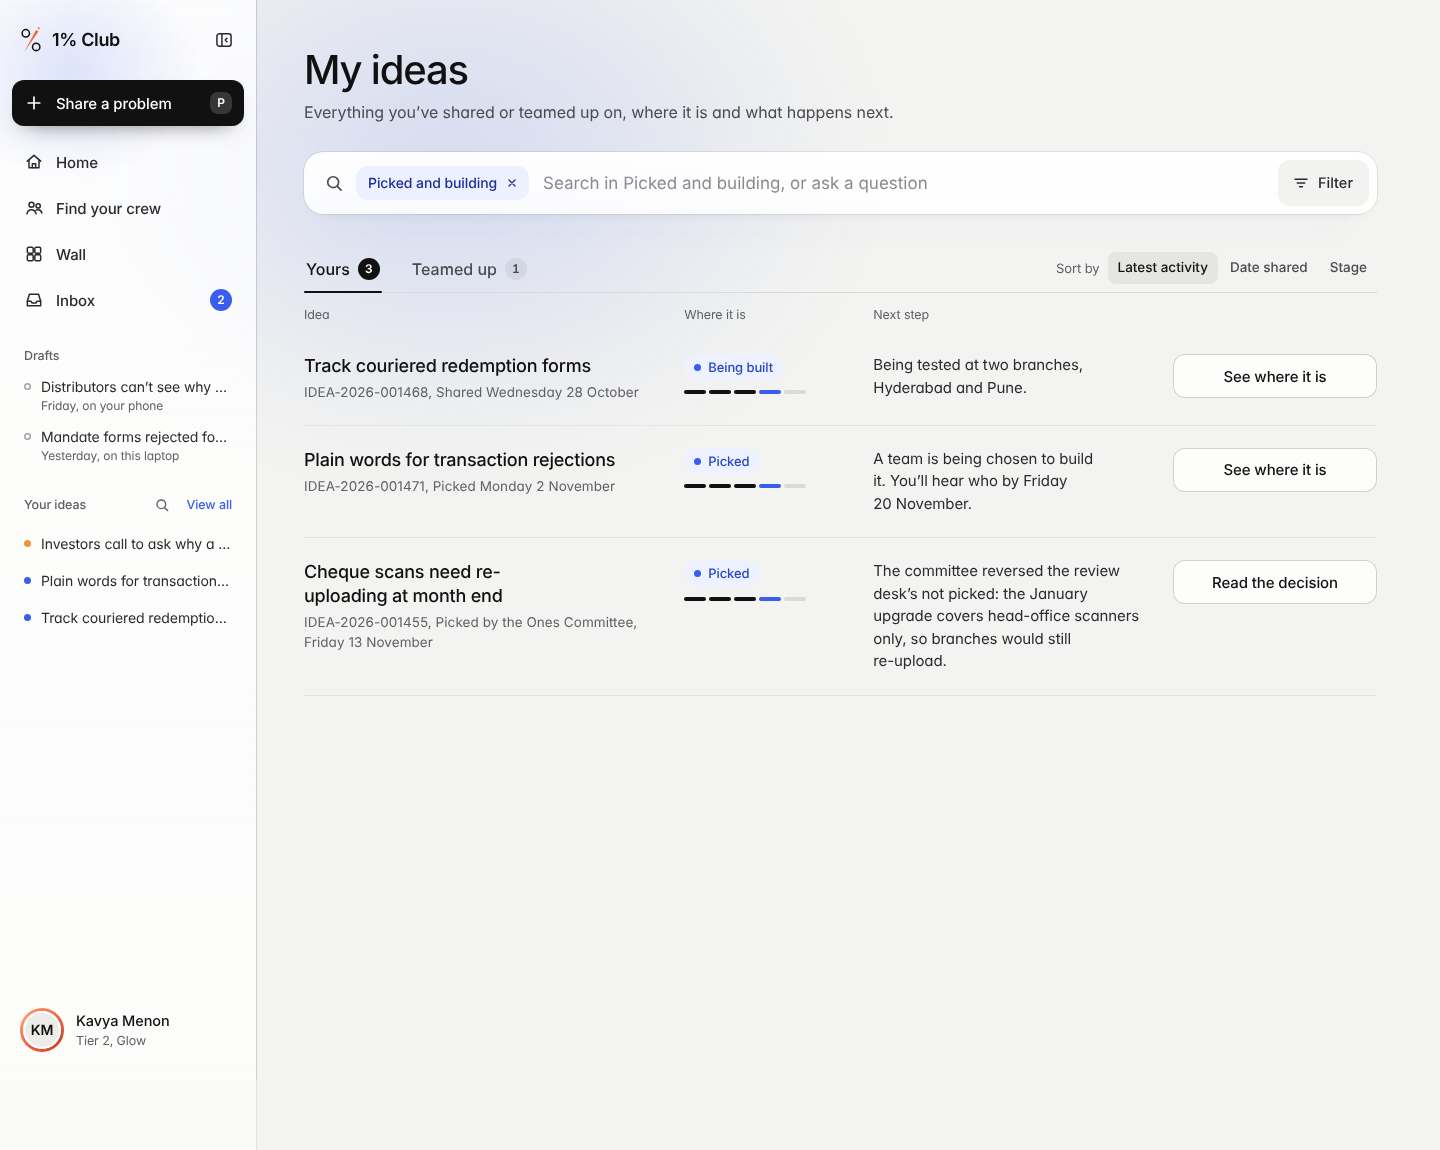 1% Club
Share a problem P
Home
Find your crew
Wall
Inbox 2
Drafts
Distributors can’t see why ...
Friday, on your phone
Mandate forms rejected fo...
Yesterday, on this laptop
Your ideas View all
Investors call to ask why a ...
Plain words for transaction...
Track couriered redemptio...
KM
Kavya Menon
Tier 2, Glow
My ideas
Everything you’ve shared or teamed up on, where it is and what happens next.
Picked and building × Search in Picked and building, or ask a question Filter
Yours 3 Teamed up 1 Sort by Latest activity Date shared Stage
Idea Where it is Next step
Track couriered redemption forms
IDEA-2026-001468, Shared Wednesday 28 October
Being built
Being tested at two branches,
Hyderabad and Pune.
See where it is
Plain words for transaction rejections
IDEA-2026-001471, Picked Monday 2 November
Picked
A team is being chosen to build
it. You’ll hear who by Friday
20 November.
See where it is
Cheque scans need re-
uploading at month end
IDEA-2026-001455, Picked by the Ones Committee,
Friday 13 November
Picked
The committee reversed the review
desk’s not picked: the January
upgrade covers head-office scanners
only, so branches would still
re-upload.
Read the decision